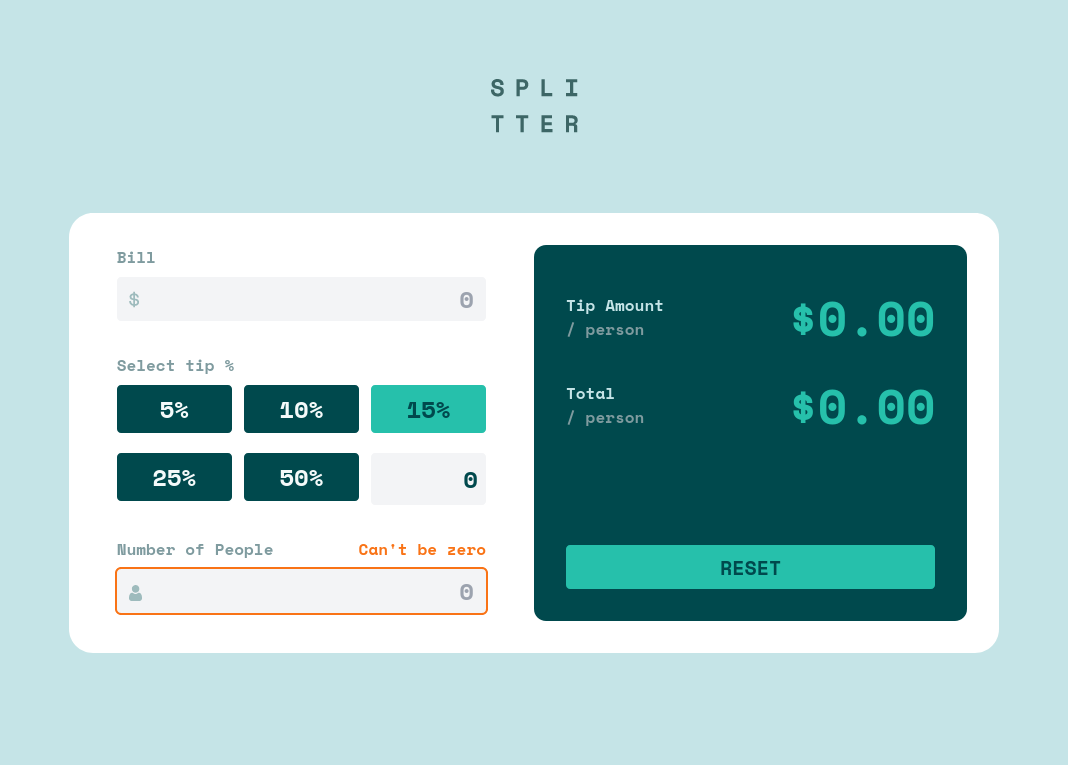 SPLI
TTER
Bill
$ 0
Select tip %
5% 10% 15%
25% 50% 0
Number of People Can't be zero
0
Tip Amount
/ person
$0.00
Total
/ person
$0.00
RESET